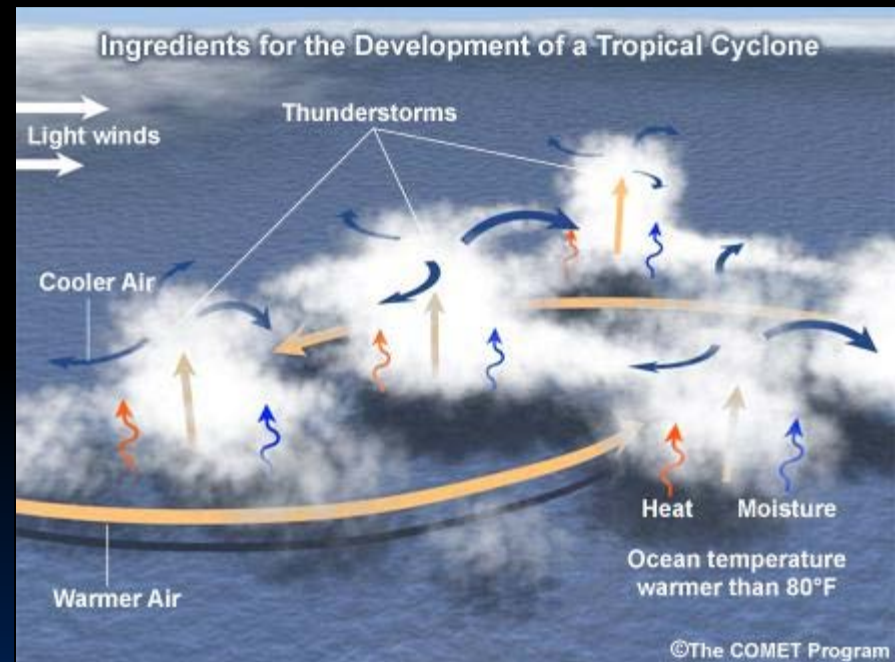 Ingredients for the Development of a Tropical Cyclone
Light winds
Thunderstorms
Cooler Air
Heat
Moisture
Ocean temperature
warmer than 80°F
Warmer Air
©The COMET Program